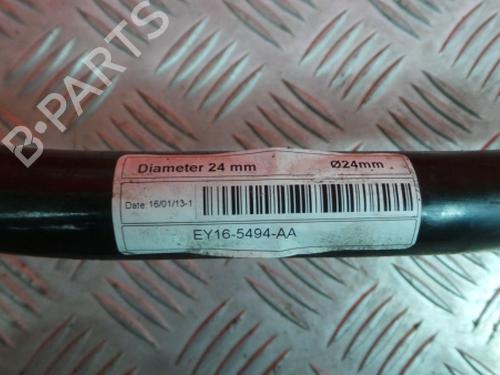 B-PARTS
Diameter 24 mm Ø24mm
Date: 16/01/13-1
EY16-5494-AA